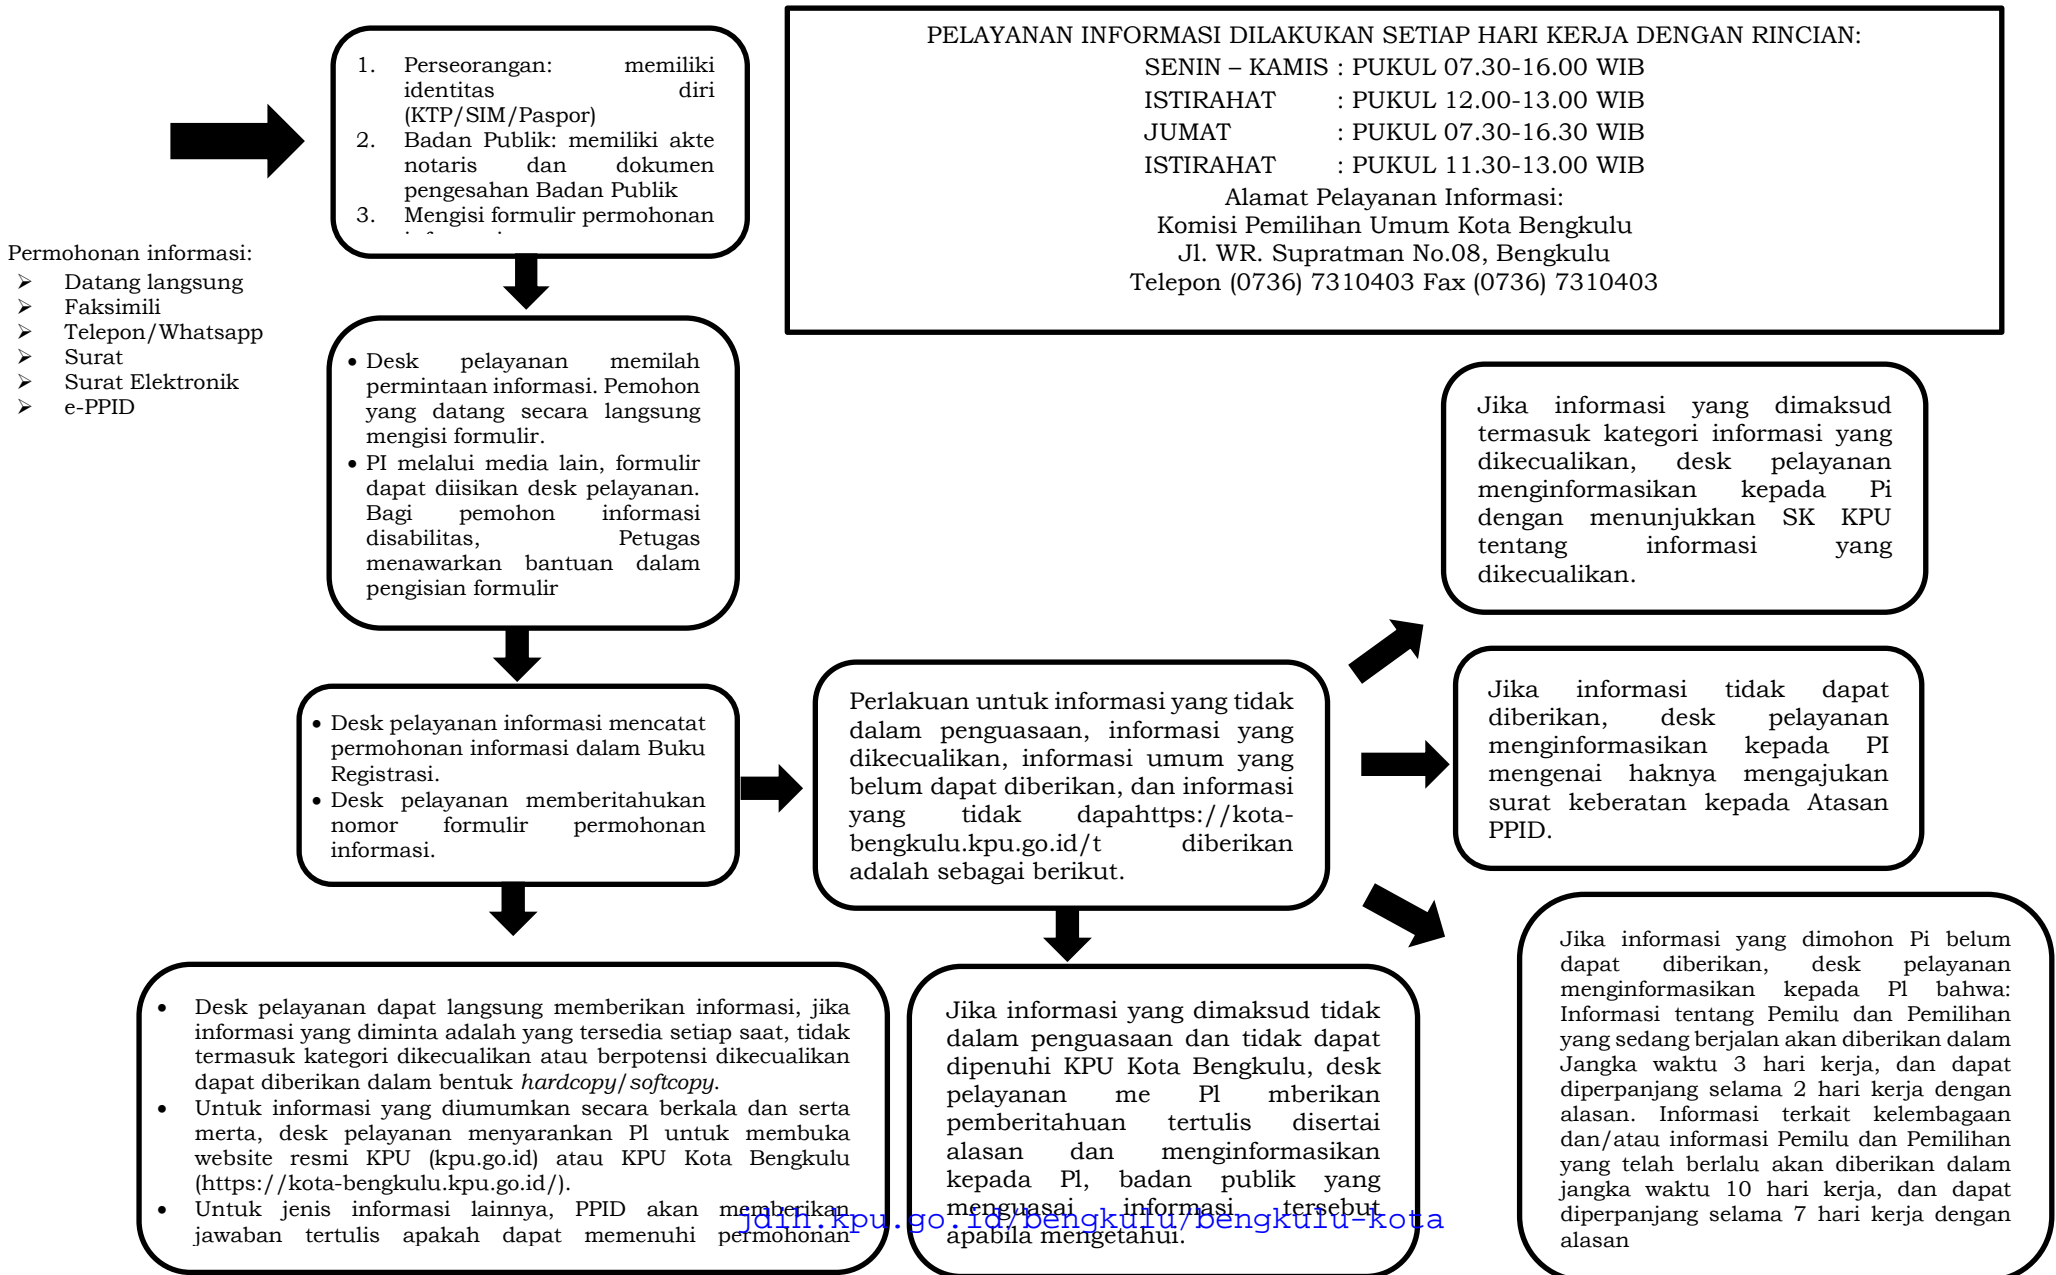 PELAYANAN INFORMASI DILAKUKAN SETIAP HARI KERJA DENGAN RINCIAN:
SENIN – KAMIS : PUKUL 07.30-16.00 WIB
ISTIRAHAT : PUKUL 12.00-13.00 WIB
JUMAT : PUKUL 07.30-16.30 WIB
ISTIRAHAT : PUKUL 11.30-13.00 WIB
Alamat Pelayanan Informasi:
Komisi Pemilihan Umum Kota Bengkulu
Jl. WR. Supratman No.08, Bengkulu
Telepon (0736) 7310403 Fax (0736) 7310403
Permohonan informasi:
➢ Datang langsung
➢ Faksimili
➢ Telepon/Whatsapp
➢ Surat
➢ Surat Elektronik
➢ e-PPID
1. Perseorangan: memiliki
identitas diri
(KTP/SIM/Paspor)
2. Badan Publik: memiliki akte
notaris dan dokumen
pengesahan Badan Publik
3. Mengisi formulir permohonan
• Desk pelayanan memilah
permintaan informasi. Pemohon
yang datang secara langsung
mengisi formulir.
• PI melalui media lain, formulir
dapat diisikan desk pelayanan.
Bagi pemohon informasi
disabilitas, Petugas
menawarkan bantuan dalam
pengisian formulir
• Desk pelayanan informasi mencatat
permohonan informasi dalam Buku
Registrasi.
• Desk pelayanan memberitahukan
nomor formulir permohonan
informasi.
• Desk pelayanan dapat langsung memberikan informasi, jika
informasi yang diminta adalah yang tersedia setiap saat, tidak
termasuk kategori dikecualikan atau berpotensi dikecualikan
dapat diberikan dalam bentuk hardcopy/softcopy.
• Untuk informasi yang diumumkan secara berkala dan serta
merta, desk pelayanan menyarankan Pl untuk membuka
website resmi KPU (kpu.go.id) atau KPU Kota Bengkulu
(https://kota-bengkulu.kpu.go.id/).
• Untuk jenis informasi lainnya, PPID akan memberikan
jawaban tertulis apakah dapat memenuhi permohonan
Perlakuan untuk informasi yang tidak
dalam penguasaan, informasi yang
dikecualikan, informasi umum yang
belum dapat diberikan, dan informasi
yang tidak dapahttps://kota-
bengkulu.kpu.go.id/t diberikan
adalah sebagai berikut.
Jika informasi yang dimaksud
termasuk kategori informasi yang
dikecualikan, desk pelayanan
menginformasikan kepada Pi
dengan menunjukkan SK KPU
tentang informasi yang
dikecualikan.
Jika informasi tidak dapat
diberikan, desk pelayanan
menginformasikan kepada PI
mengenai haknya mengajukan
surat keberatan kepada Atasan
PPID.
Jika informasi yang dimohon Pi belum
dapat diberikan, desk pelayanan
menginformasikan kepada Pl bahwa:
Informasi tentang Pemilu dan Pemilihan
yang sedang berjalan akan diberikan dalam
Jangka waktu 3 hari kerja, dan dapat
diperpanjang selama 2 hari kerja dengan
alasan. Informasi terkait kelembagaan
dan/atau informasi Pemilu dan Pemilihan
yang telah berlalu akan diberikan dalam
jangka waktu 10 hari kerja, dan dapat
diperpanjang selama 7 hari kerja dengan
alasan
Jika informasi yang dimaksud tidak
dalam penguasaan dan tidak dapat
dipenuhi KPU Kota Bengkulu, desk
pelayanan me Pl mberikan
pemberitahuan tertulis disertai
alasan dan menginformasikan
kepada Pl, badan publik yang
menguasai informasi tersebut
apabila mengetahui.
jdih.kpu.go.id/bengkulu/bengkulu-kota